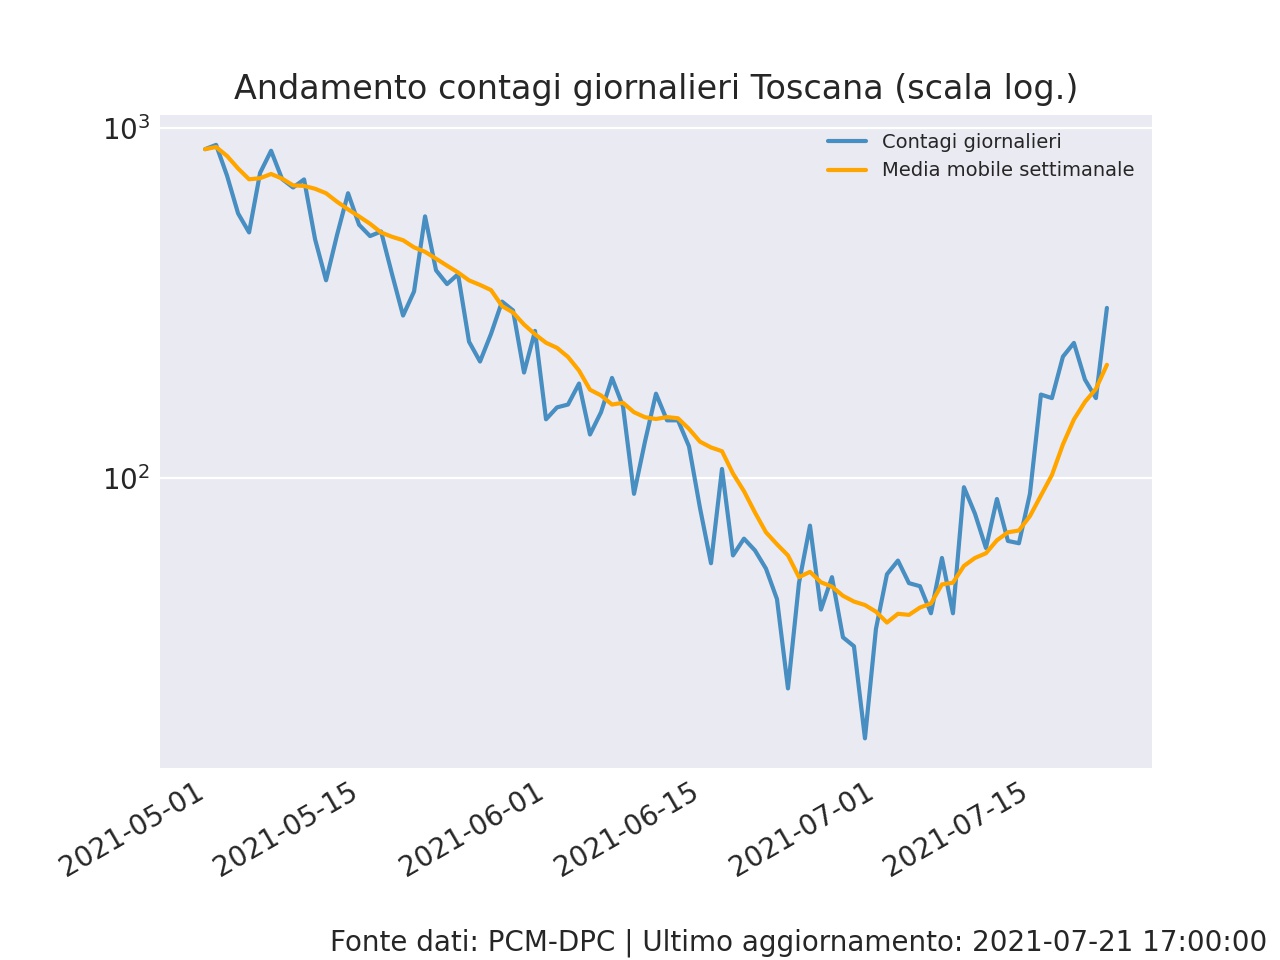 Andamento contagi giornalieri Toscana (scala log.)
10³
Contagi giornalieri
Media mobile settimanale
10²
2021-05-01
2021-05-15
2021-06-01
2021-06-15
2021-07-01
2021-07-15
Fonte dati: PCM-DPC | Ultimo aggiornamento: 2021-07-21 17:00:00